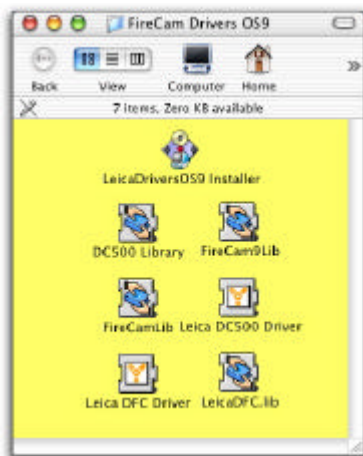 FireCam Drivers OS9
Back View Computer Home
7 items, Zero KB available
LeicaDriversOS9 Installer
DC500 Library FireCam9Lib
FireCamLib Leica DC500 Driver
Leica DFC Driver LeicaDFC.lib